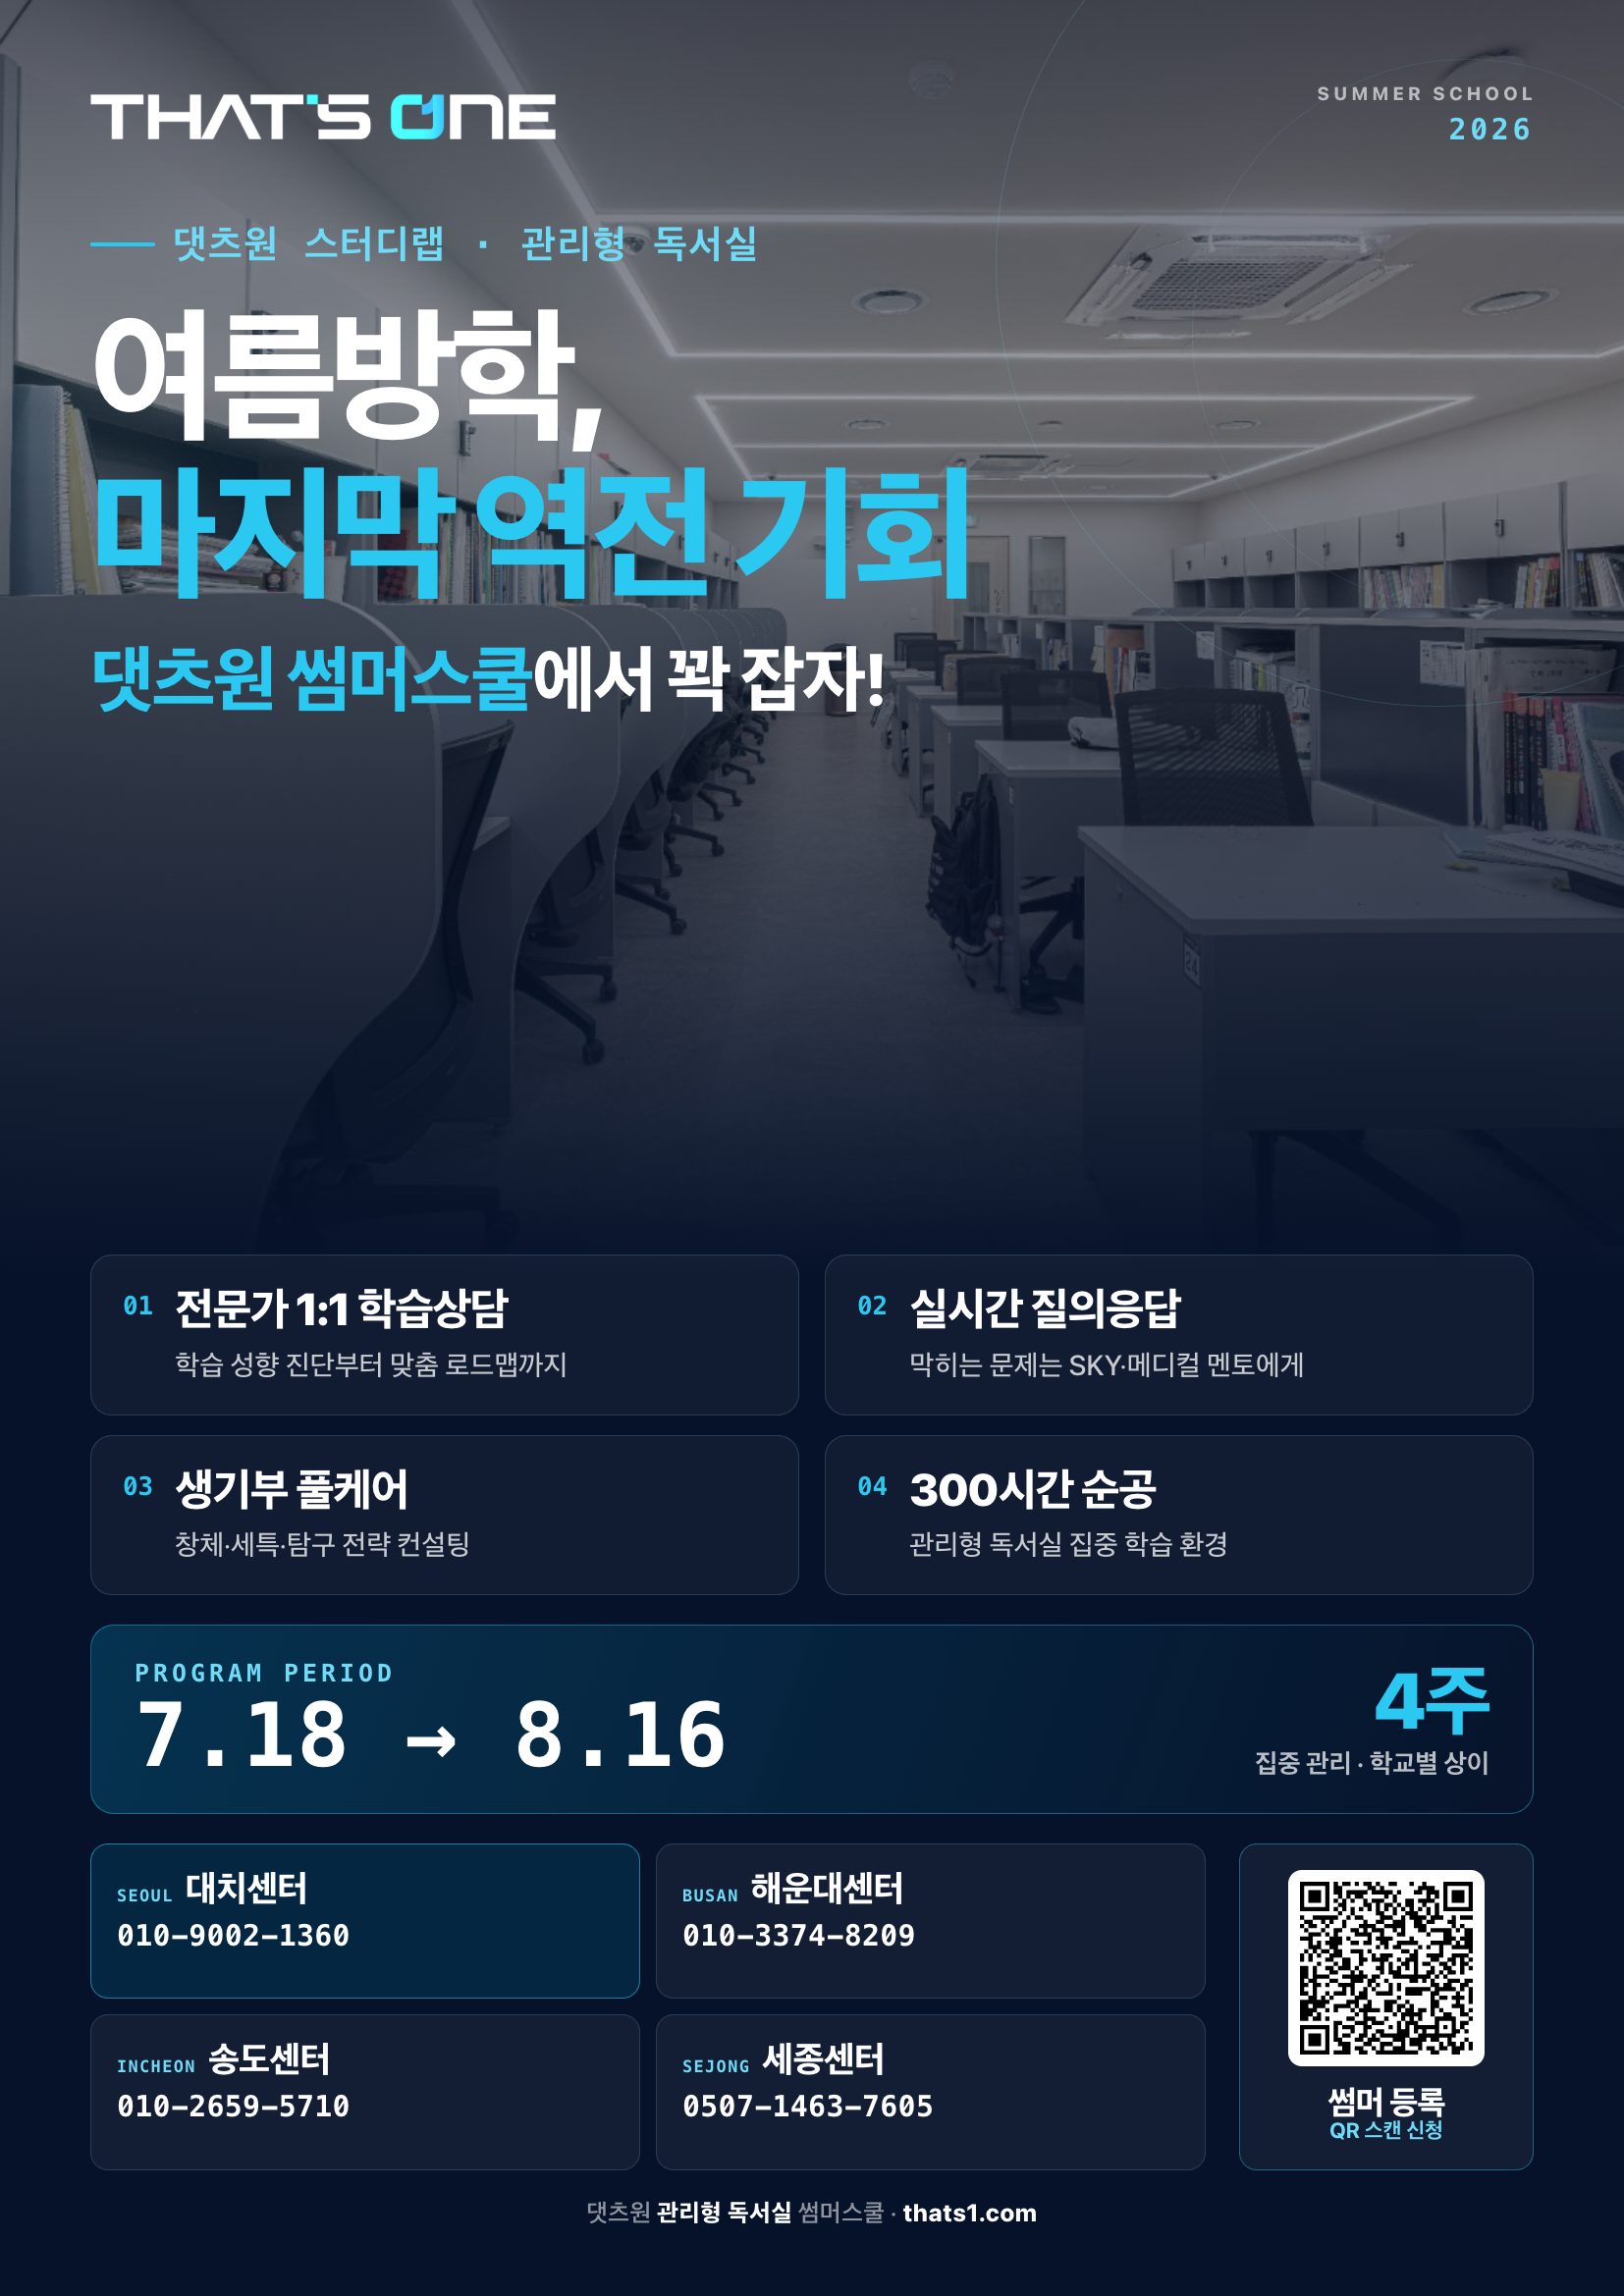 THAT'S ONE
SUMMER SCHOOL
2026
댓츠원 스터디랩 · 관리형 독서실
여름방학,
마지막 역전 기회
댓츠원 썸머스쿨에서 꽉 잡자!
01 전문가 1:1 학습상담
학습 성향 진단부터 맞춤 로드맵까지
02 실시간 질의응답
막히는 문제는 SKY·메디컬 멘토에게
03 생기부 풀케어
창체·세특·탐구 전략 컨설팅
04 300시간 순공
관리형 독서실 집중 학습 환경
PROGRAM PERIOD
7.18 → 8.16
4주
집중 관리 · 학교별 상이
SEOUL 대치센터
010-9002-1360
BUSAN 해운대센터
010-3374-8209
INCHEON 송도센터
010-2659-5710
SEJONG 세종센터
0507-1463-7605
썸머 등록
QR 스캔 신청
댓츠원 관리형 독서실 썸머스쿨 · thats1.com